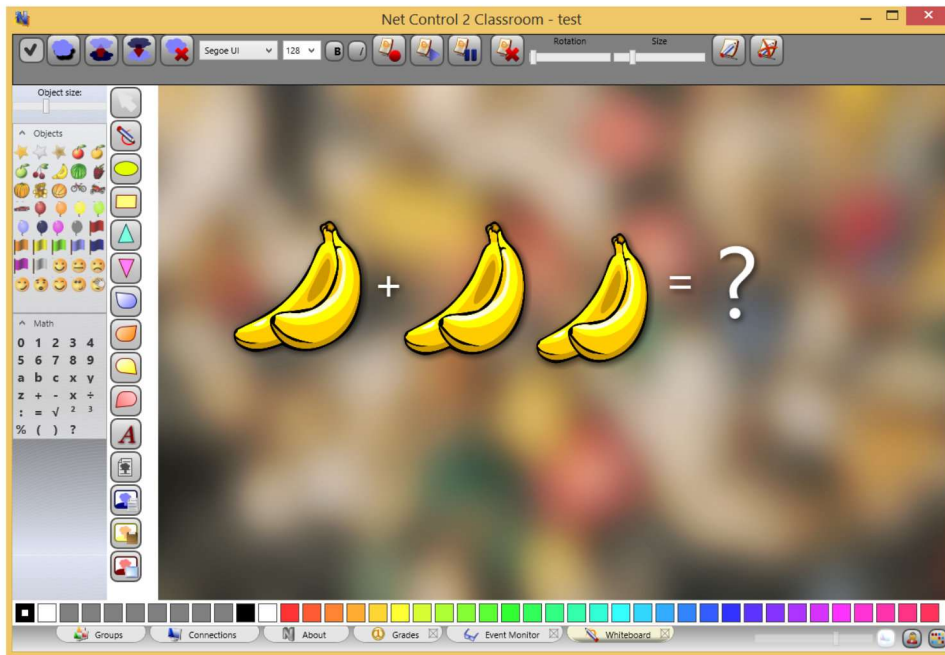 Net Control 2 Classroom - test
Segoe UI 128 B I Rotation Size
Object size:
Objects
+ = ?
Math
0 1 2 3 4
5 6 7 8 9
a b c x y
z + - x ÷
: = √ 2 3
% ( ) ?
A
Groups Connections About Grades Event Monitor Whiteboard